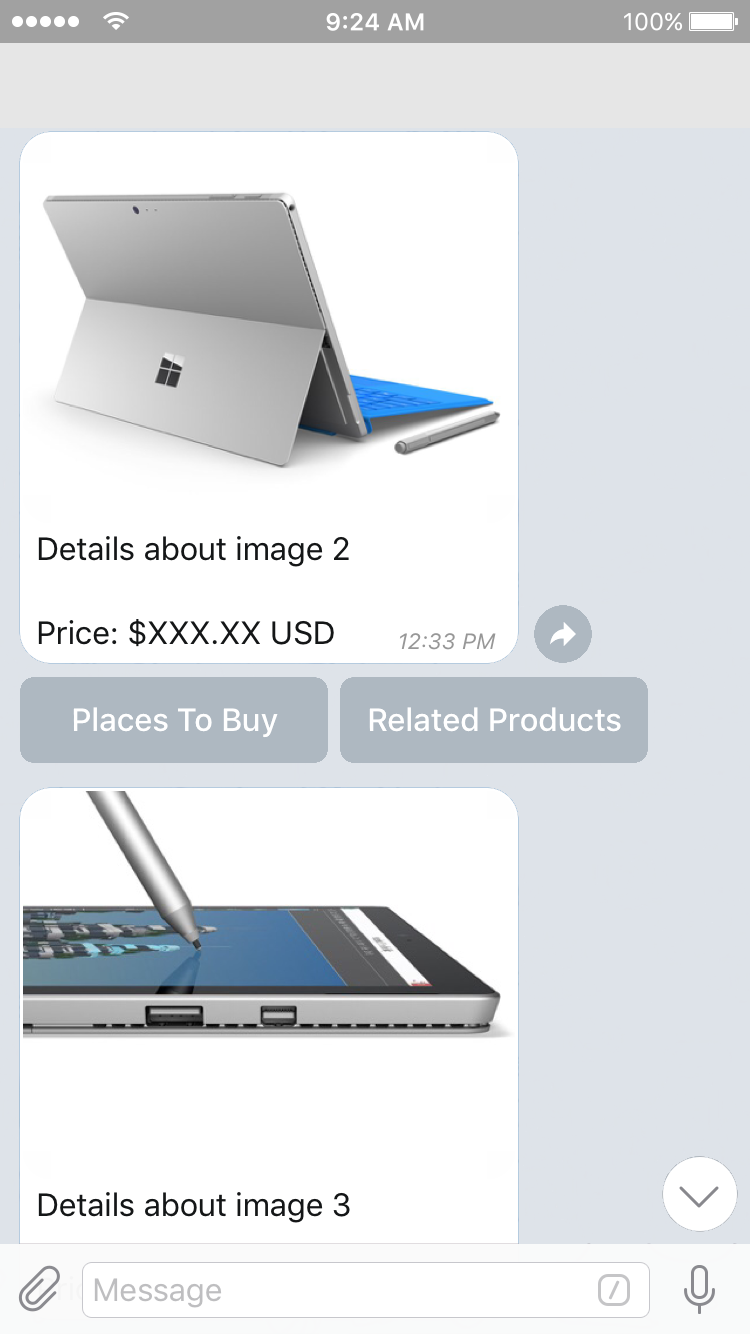 9:24 AM
100%
Details about image 2
Price: $XXX.XX USD
12:33 PM
Places To Buy
Related Products
Details about image 3
Message